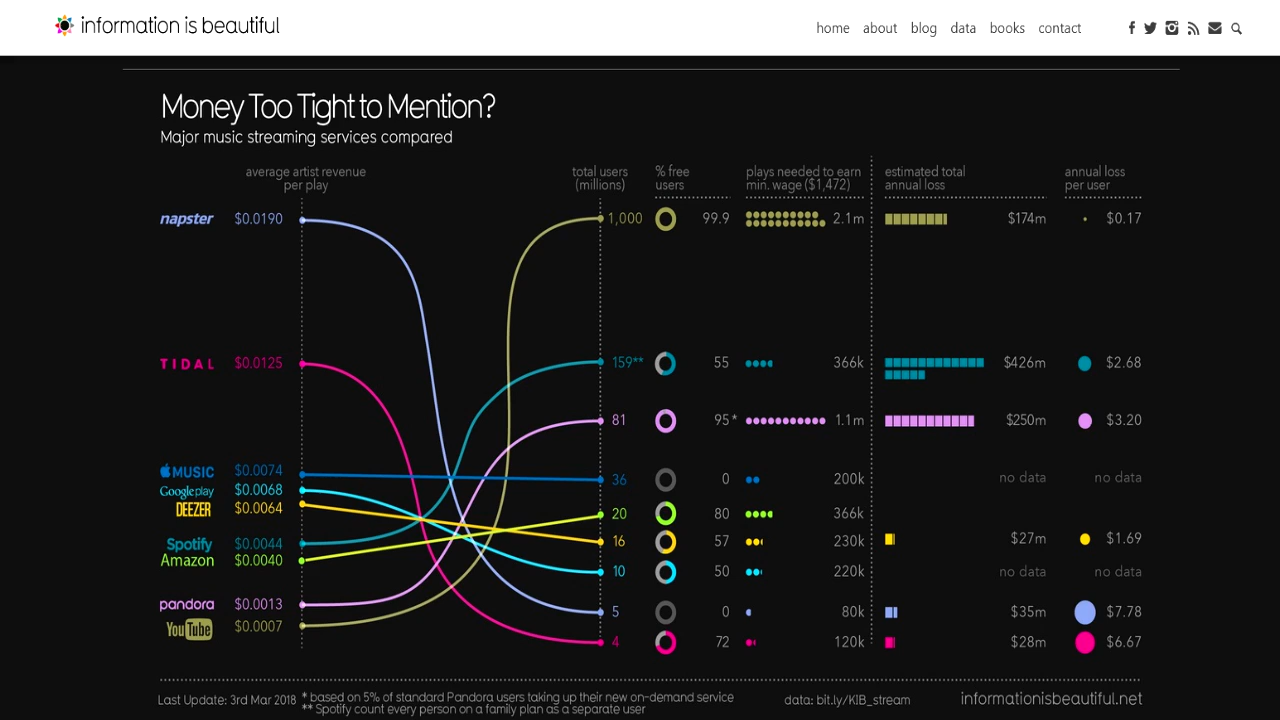 information is beautiful
home about blog data books contact
Money Too Tight to Mention?
Major music streaming services compared
average artist revenue
per play
total users
(millions)
% free
users
plays needed to earn
min. wage ($1,472)
estimated total
annual loss
annual loss
per user
napster $0.0190 1,000 99.9 2.1m $174m $0.17
TIDAL $0.0125 159** 55 366k $426m $2.68
81 95* 1.1m $250m $3.20
MUSIC $0.0074 36 0 200k no data no data
Google play $0.0068
DEEZER $0.0064 20 80 366k
Spotify $0.0044 16 57 230k $27m $1.69
Amazon $0.0040 10 50 220k no data no data
pandora $0.0013 5 0 80k $35m $7.78
YouTube $0.0007 4 72 120k $28m $6.67
Last Update: 3rd Mar 2018 * based on 5% of standard Pandora users taking up their new on-demand service data: bit.ly/KIB_stream informationisbeautiful.net
** Spotify count every person on a family plan as a separate user